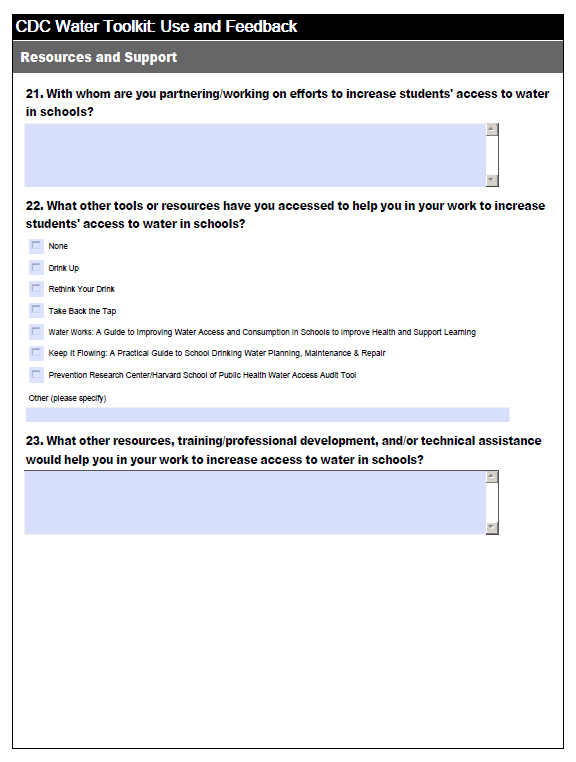 CDC Water Toolkit: Use and Feedback
Resources and Support
21. With whom are you partnering/working on efforts to increase students' access to water
in schools?
22. What other tools or resources have you accessed to help you in your work to increase
students' access to water in schools?
None
Drink Up
Rethink Your Drink
Take Back the Tap
Water Works: A Guide to Improving Water Access and Consumption in Schools to Improve Health and Support Learning
Keep It Flowing: A Practical Guide to School Drinking Water Planning, Maintenance & Repair
Prevention Research Center/Harvard School of Public Health Water Access Audit Tool
Other (please specify)
23. What other resources, training/professional development, and/or technical assistance
would help you in your work to increase access to water in schools?